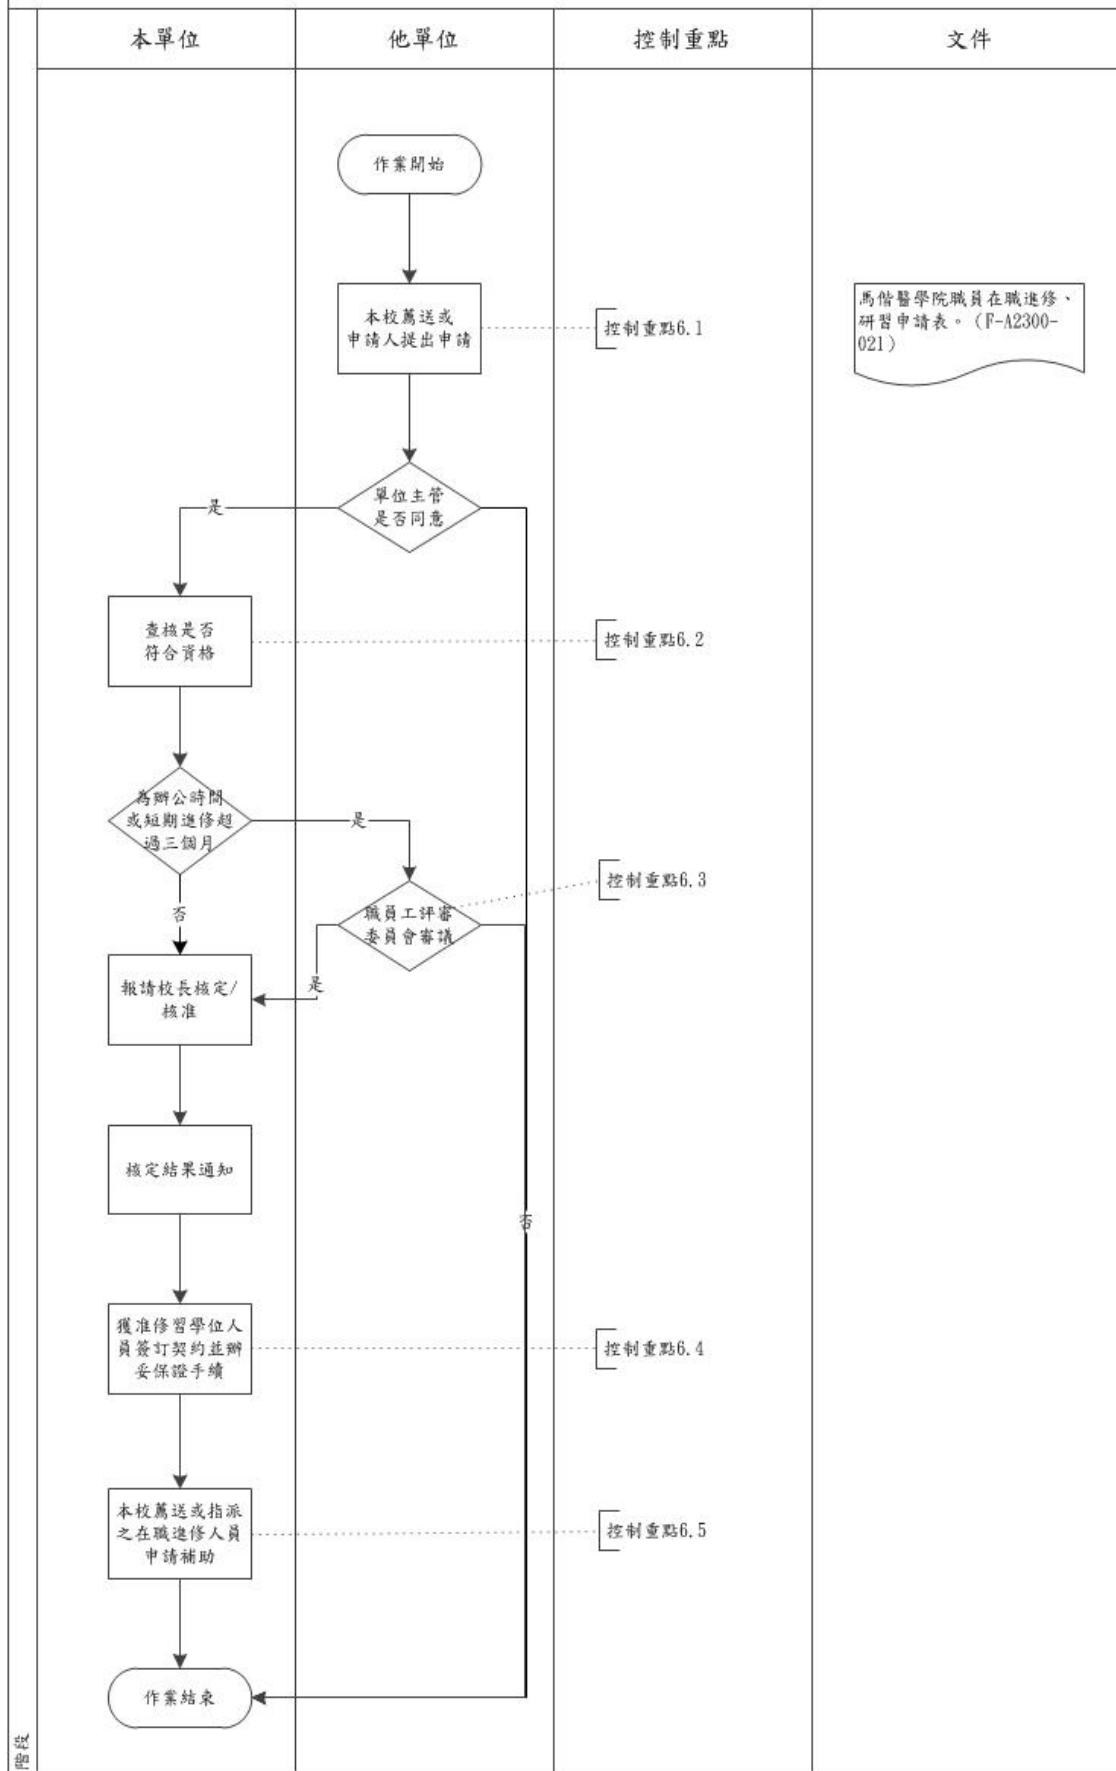 本單位
他單位
控制重點
文件
作業開始
本校薦送或
申請人提出申請
控制重點6.1
馬偕醫學院職員在職進修、
研習申請表。（F-A2300-
021）
單位主管
是否同意
是
查核是否
符合資格
控制重點6.2
為辦公時間
或短期進修超
過三個月
是
否
職員工評審
委員會審議
控制重點6.3
是
報請校長核定/
核准
核定結果通知
否
獲准修習學位人
員簽訂契約並辦
妥保證手續
控制重點6.4
本校薦送或指派
之在職進修人員
申請補助
控制重點6.5
作業結束
階段